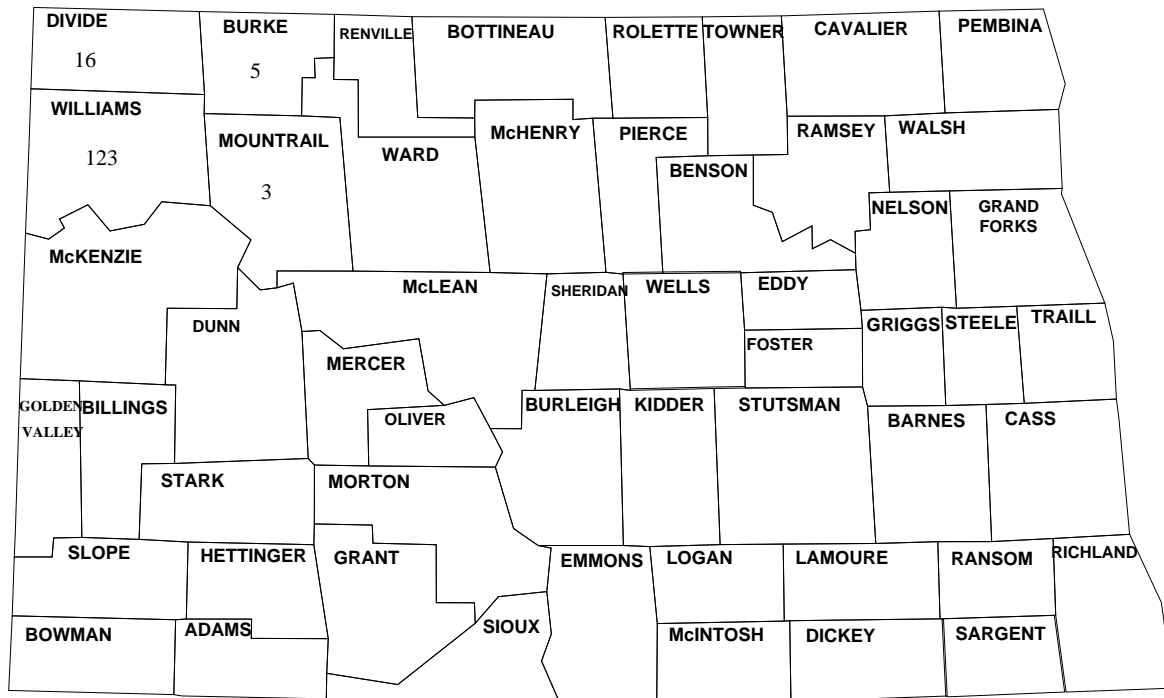 DIVIDE BURKE RENVILLE BOTTINEAU ROLETTE TOWNER CAVALIER PEMBINA
16 5
WILLIAMS MOUNTRAIL WARD McHENRY PIERCE BENSON RAMSEY WALSH
123 3
McKENZIE NELSON GRAND
FORKS
DUNN McLEAN SHERIDAN WELLS EDDY
MERCER FOSTER GRIGGS STEELE TRAILL
GOLDEN
VALLEY
BILLINGS OLIVER BURLEIGH KIDDER STUTSMAN BARNES CASS
STARK MORTON
SLOPE HETTINGER GRANT EMMONS LOGAN LAMOURE RANSOM RICHLAND
BOWMAN ADAMS SIOUX McINTOSH DICKEY SARGENT